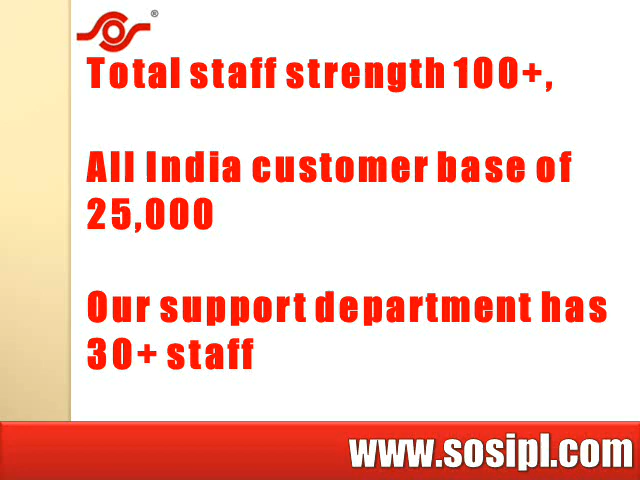 SOS®
Total staff strength 100+,
All India customer base of
25,000
Our support department has
30+ staff
www.sosipl.com